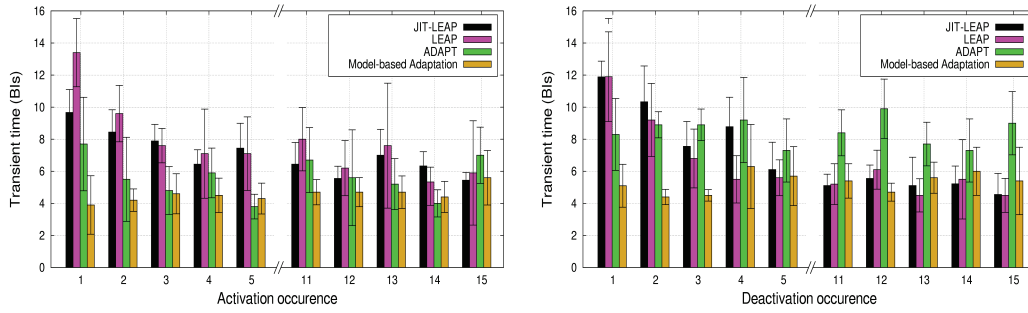 16
14
12
10
8
6
4
2
0
Transient time (BIs)
JIT-LEAP
LEAP
ADAPT
Model-based Adaptation
1 2 3 4 5 // 11 12 13 14 15
Activation occurence
16
14
12
10
8
6
4
2
0
Transient time (BIs)
JIT-LEAP
LEAP
ADAPT
Model-based Adaptation
1 2 3 4 5 // 11 12 13 14 15
Deactivation occurence